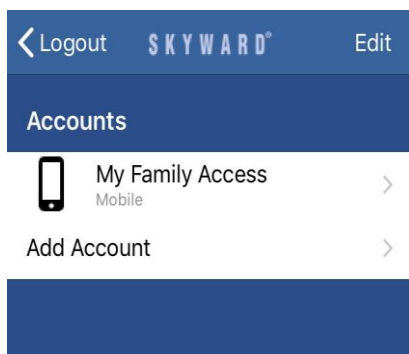 Logout SKYWARD® Edit
Accounts
My Family Access
Mobile
Add Account